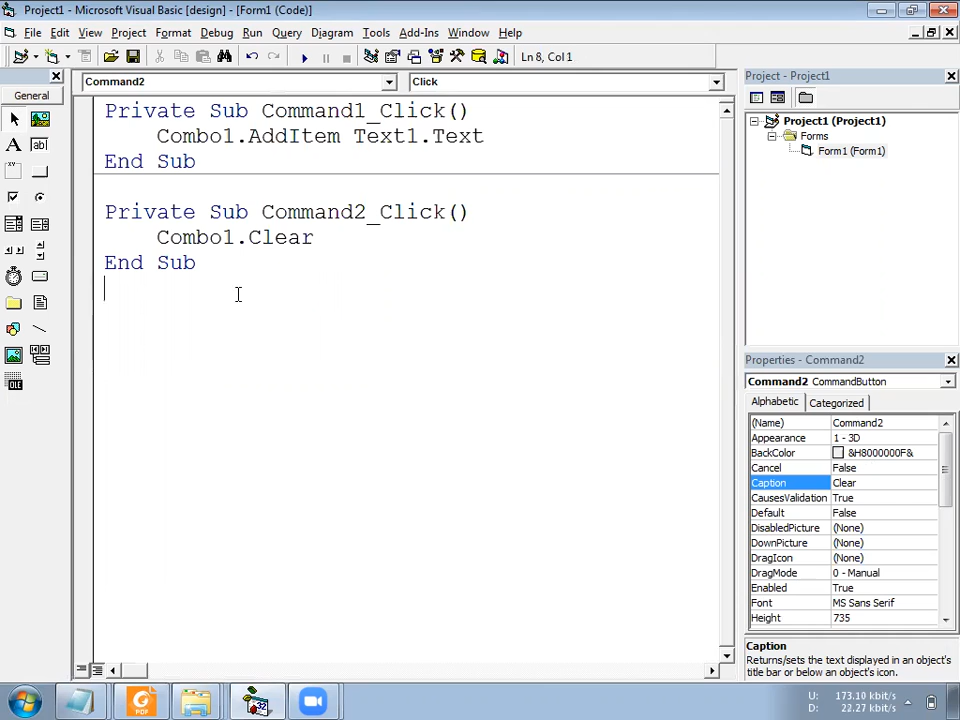 Project1 - Microsoft Visual Basic [design] - [Form1 (Code)]
File Edit View Project Format Debug Run Query Diagram Tools Add-Ins Window Help
Ln 8, Col 1
General
Command2 Click
Private Sub Command1_Click()
Combo1.AddItem Text1.Text
End Sub
Private Sub Command2_Click()
Combo1.Clear
End Sub
Project - Project1
Project1 (Project1)
Forms
Form1 (Form1)
Properties - Command2
Command2 CommandButton
Alphabetic Categorized
(Name) Command2
Appearance 1 - 3D
BackColor &H8000000F&
Cancel False
Caption Clear
CausesValidation True
Default False
DisabledPicture (None)
DownPicture (None)
DragIcon (None)
DragMode 0 - Manual
Enabled True
Font MS Sans Serif
Height 735
Caption
Returns/sets the text displayed in an object's
title bar or below an object's icon.
A ab|
XY
OLE
PDF
32
U: 173.10 kbit/s
D: 22.27 kbit/s